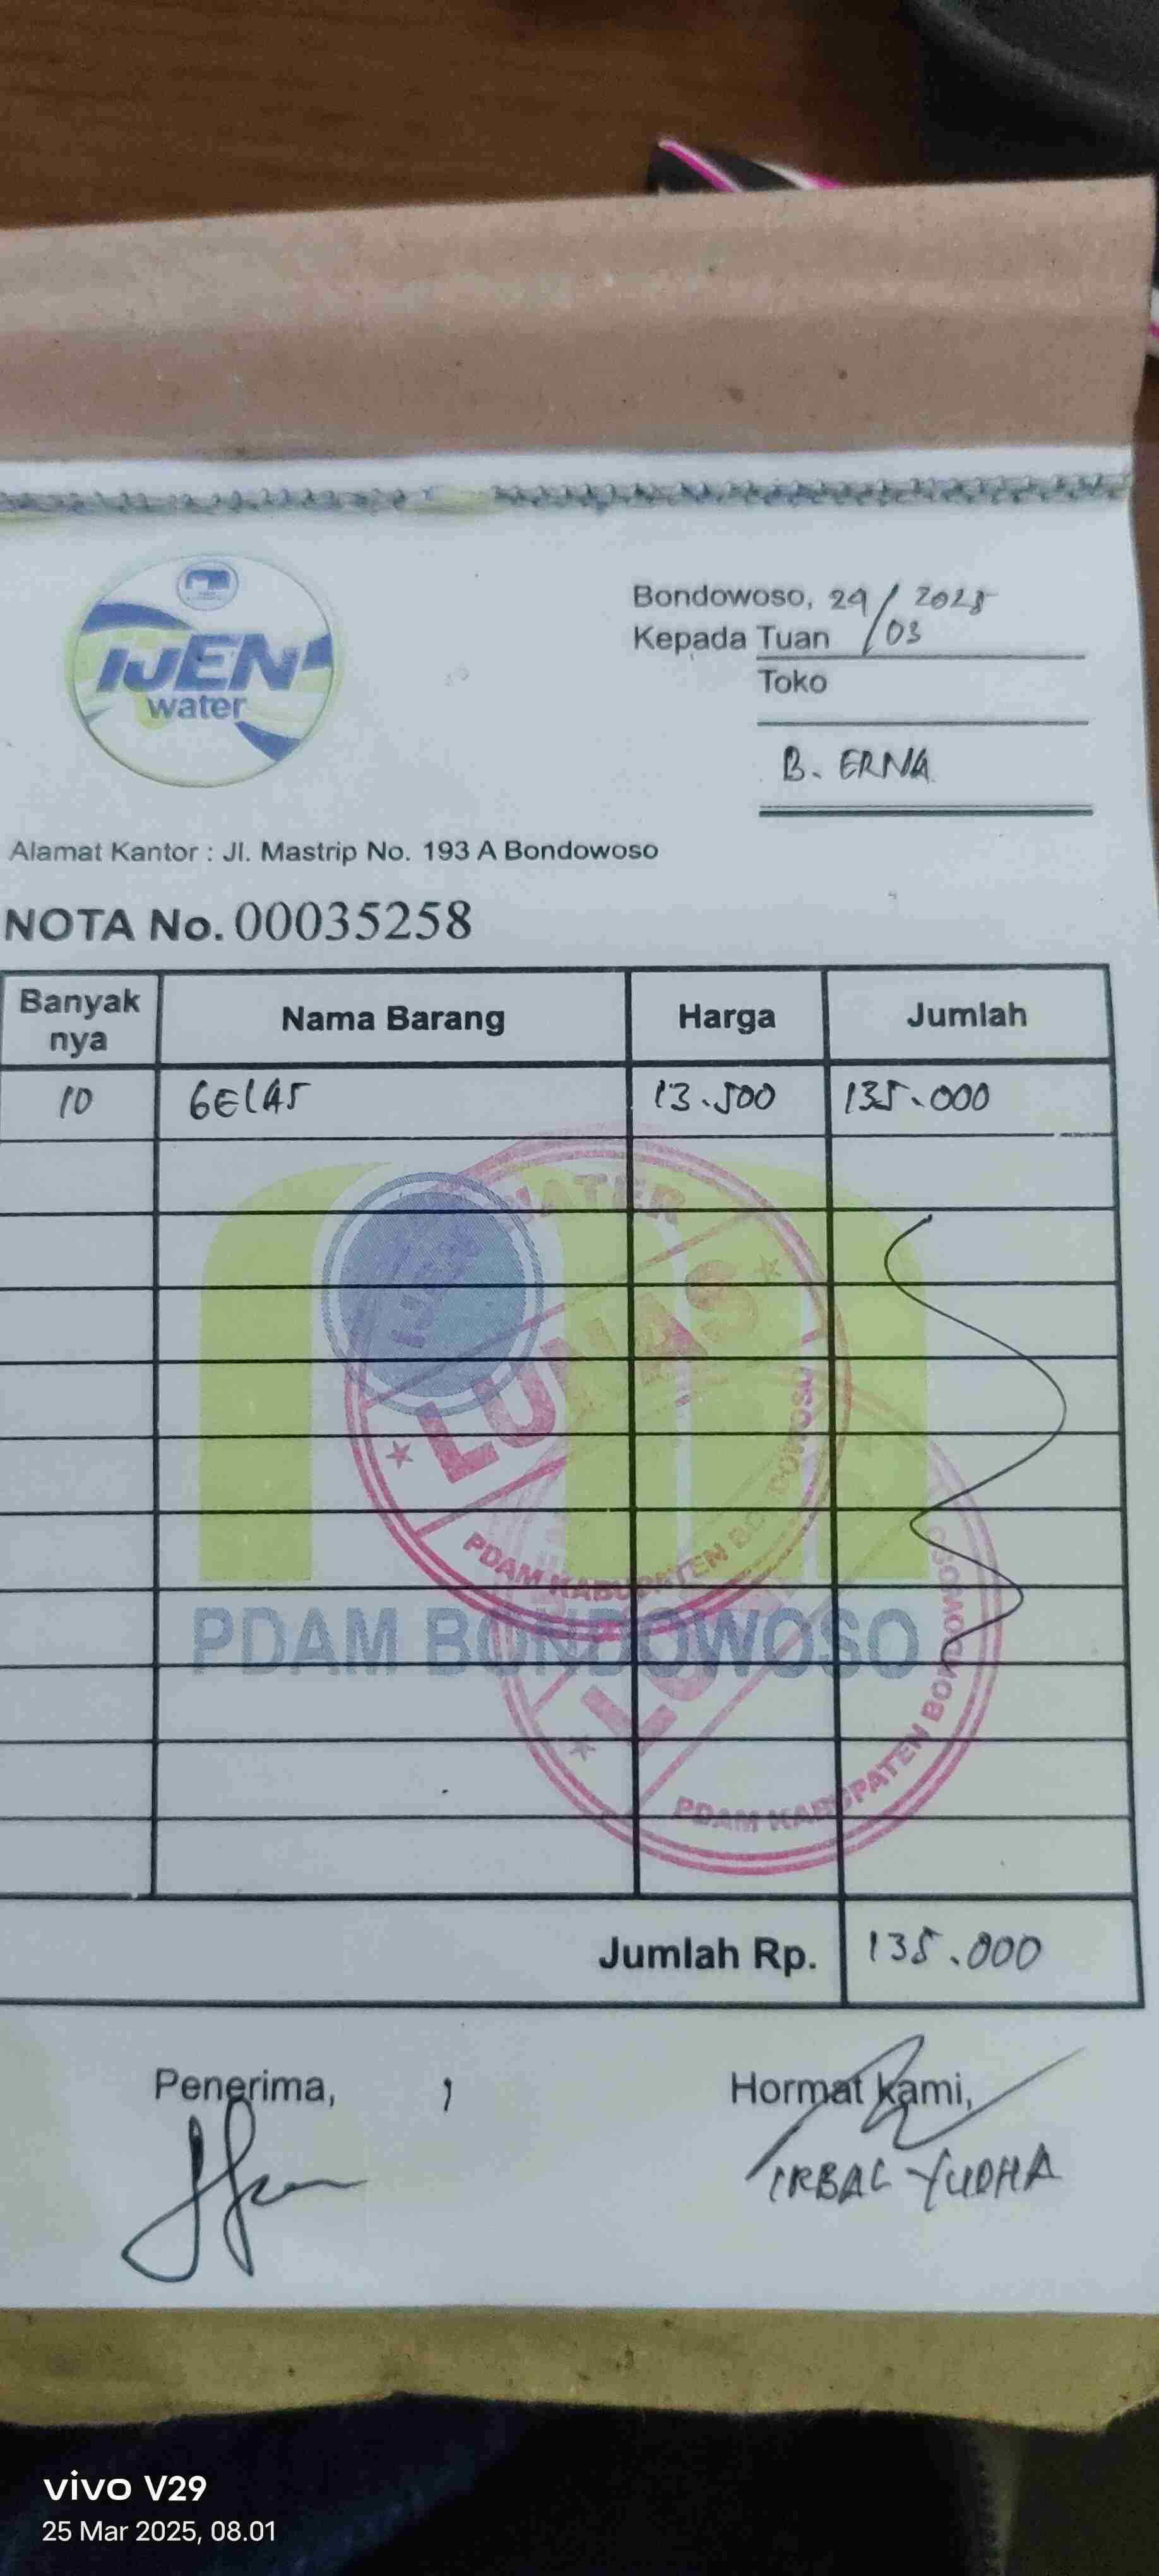 IJEN
water
Bondowoso, 29/03 2025
Kepada Tuan
Toko
B. ERNA
Alamat Kantor : Jl. Mastrip No. 193 A Bondowoso
NOTA No. 00035258
Banyak nya Nama Barang Harga Jumlah
10 GELAS 13.500 135.000
IJEN WATER
LUNAS
PDAM KABUPATEN BONDOWOSO
PDAM BONDOWOSO
PDAM KABUPATEN BONDOWOSO
Jumlah Rp. 135.000
Penerima, Hormat kami,
IKBAL YUDHA
vivo V29
25 Mar 2025, 08.01